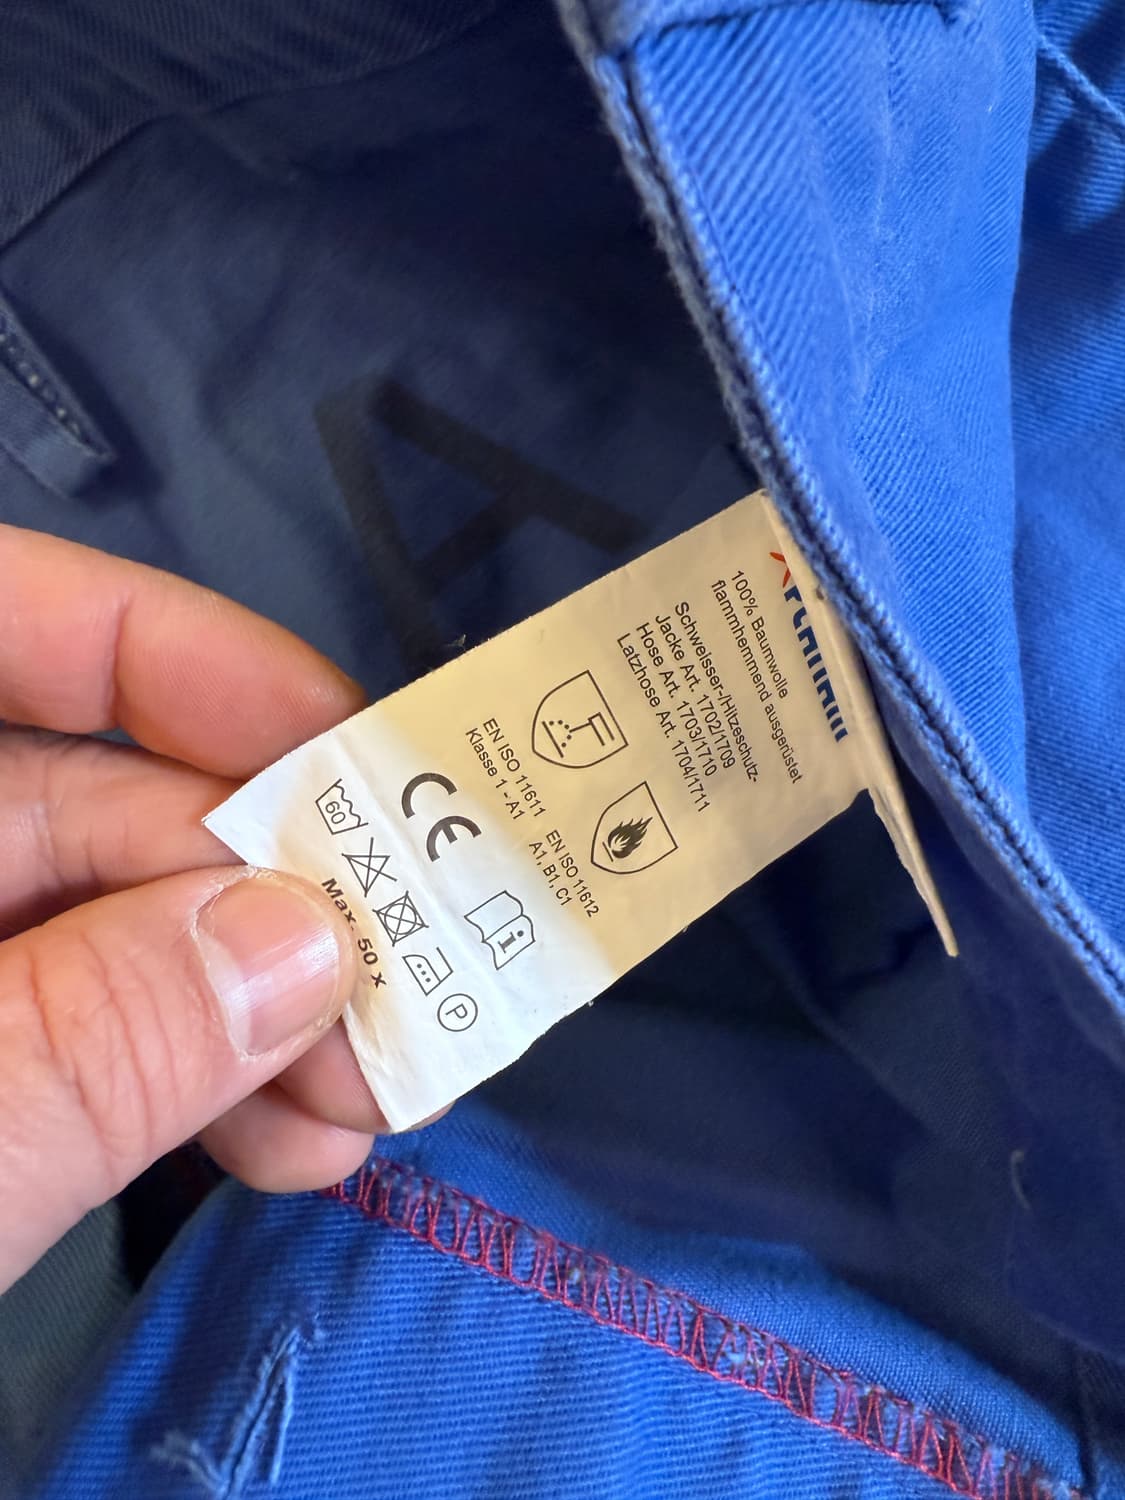 100% Baumwolle
flammhemmend ausgerüstet
Schweisser-/Hitzeschutz-
Jacke Art. 1702/1709
Hose Art. 1703/1710
Latzhose Art. 1704/1711
EN ISO 11611
Klasse 1 - A1
EN ISO 11612
A1, B1, C1
CE
i
60
P
Max. 50 x
A